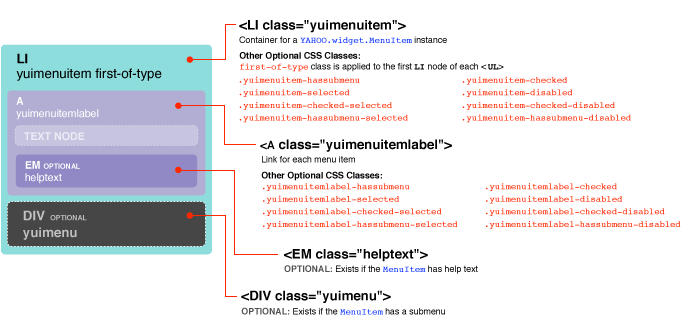 LI
yuimenuitem first-of-type
A
yuimenuitemlabel
TEXT NODE
EM OPTIONAL
helptext
DIV OPTIONAL
yuimenu
<LI class="yuimenuitem">
Container for a YAHOO.widget.MenuItem instance
Other Optional CSS Classes:
first-of-type class is applied to the first LI node of each <UL>
.yuimenuitem-hassubmenu .yuimenuitem-checked
.yuimenuitem-selected .yuimenuitem-disabled
.yuimenuitem-checked-selected .yuimenuitem-checked-disabled
.yuimenuitem-hassubmenu-selected .yuimenuitem-hassubmenu-disabled
<A class="yuimenuitemlabel">
Link for each menu item
Other Optional CSS Classes:
.yuimenuitemlabel-hassubmenu .yuimenuitemlabel-checked
.yuimenuitemlabel-selected .yuimenuitemlabel-disabled
.yuimenuitemlabel-checked-selected .yuimenuitemlabel-checked-disabled
.yuimenuitemlabel-hassubmenu-selected .yuimenuitemlabel-hassubmenu-disabled
<EM class="helptext">
OPTIONAL: Exists if the MenuItem has help text
<DIV class="yuimenu">
OPTIONAL: Exists if the MenuItem has a submenu